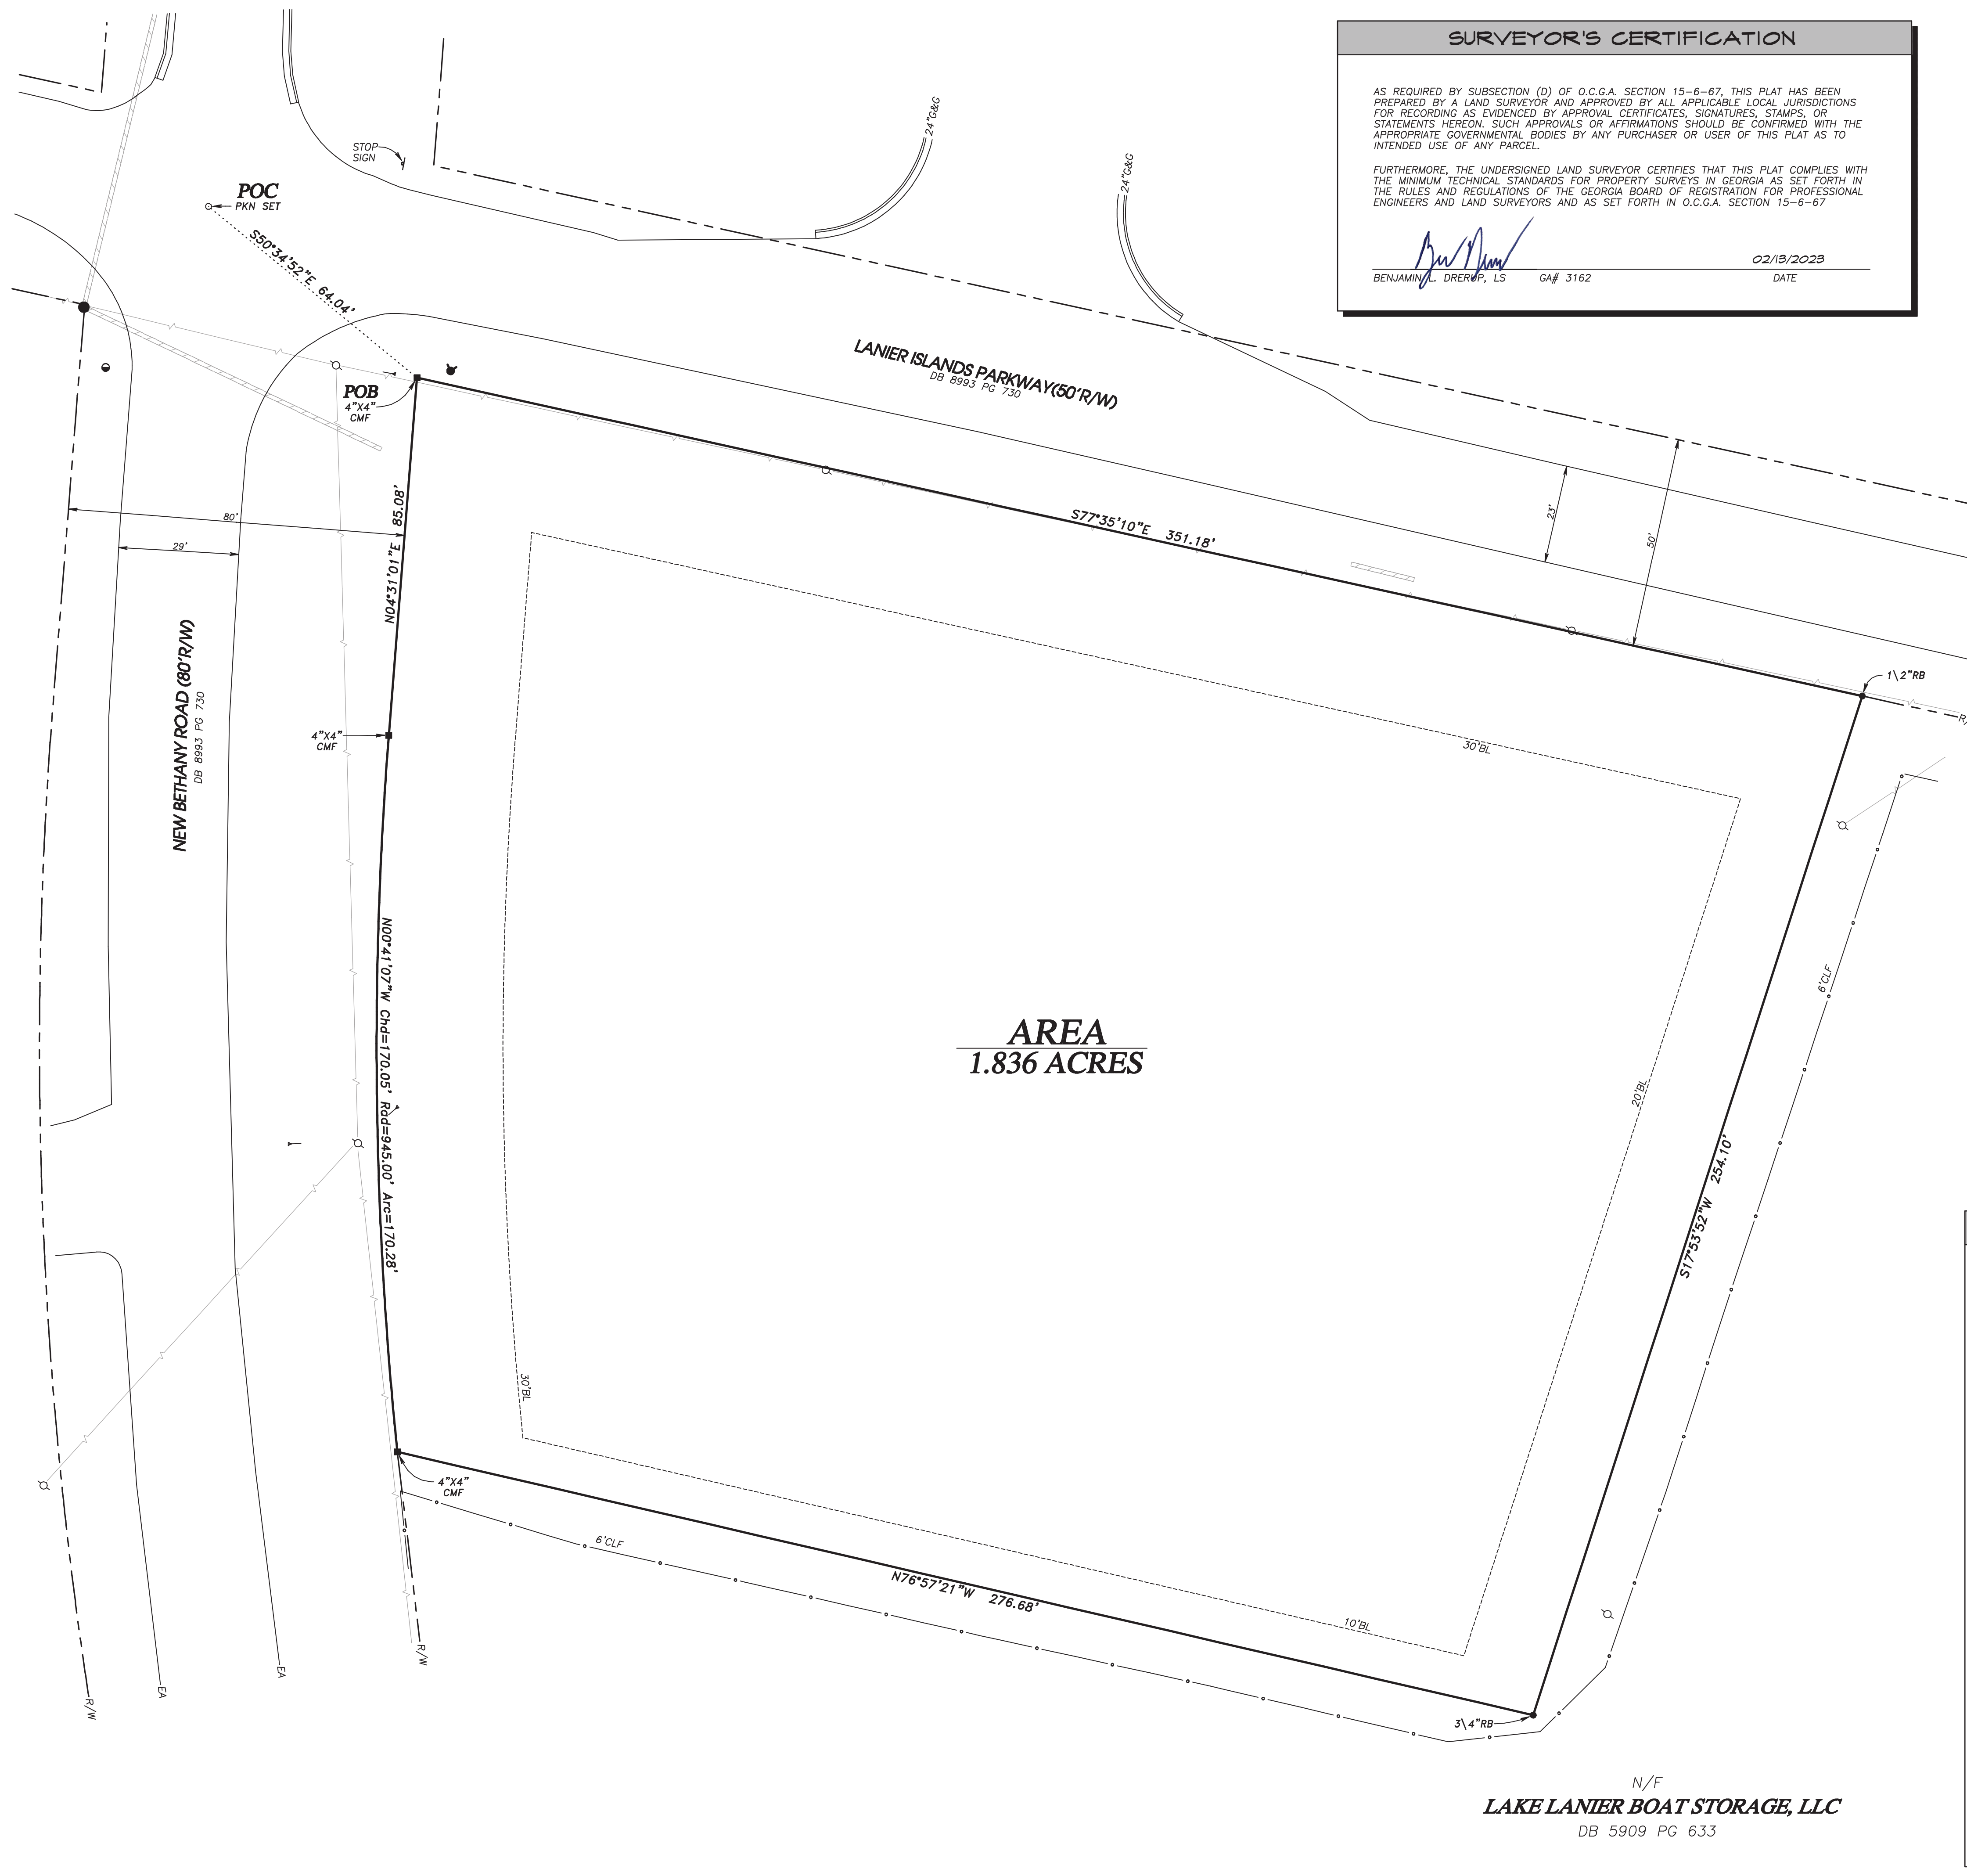 SURVEYOR'S CERTIFICATION
AS REQUIRED BY SUBSECTION (D) OF O.C.G.A. SECTION 15-6-67, THIS PLAT HAS BEEN
PREPARED BY A LAND SURVEYOR AND APPROVED BY ALL APPLICABLE LOCAL JURISDICTIONS
FOR RECORDING AS EVIDENCED BY APPROVAL CERTIFICATES, SIGNATURES, STAMPS, OR
STATEMENTS HEREON. SUCH APPROVALS OR AFFIRMATIONS SHOULD BE CONFIRMED WITH THE
APPROPRIATE GOVERNMENTAL BODIES BY ANY PURCHASER OR USER OF THIS PLAT AS TO
INTENDED USE OF ANY PARCEL.
FURTHERMORE, THE UNDERSIGNED LAND SURVEYOR CERTIFIES THAT THIS PLAT COMPLIES WITH
THE MINIMUM TECHNICAL STANDARDS FOR PROPERTY SURVEYS IN GEORGIA AS SET FORTH IN
THE RULES AND REGULATIONS OF THE GEORGIA BOARD OF REGISTRATION FOR PROFESSIONAL
ENGINEERS AND LAND SURVEYORS AND AS SET FORTH IN O.C.G.A. SECTION 15-6-67
02/13/2023
BENJAMIN L. DRERUP, LS GA# 3162 DATE
24"G&G
24"G&G
STOP
SIGN
POC
PKN SET
S50°34'52"E 64.04'
POB
4"X4"
CMF
LANIER ISLANDS PARKWAY(50'R/W)
DB 8993 PG 730
80'
29'
N04°31'01"E 85.08'
S77°35'10"E 351.18'
23'
50'
1\2"RB
NEW BETHANY ROAD (80'R/W)
DB 8993 PG 730
4"X4"
CMF
30'BL
N00°41'07"W Chd=170.05' Rad=945.00' Arc=170.28'
AREA
1.836 ACRES
6'CLF
20'BL
S17°53'52"W 254.10'
30'BL
4"X4"
CMF
6'CLF
N76°57'21"W 276.68'
10'BL
R/W
EA
EA
R/W
3\4"RB
N/F
LAKE LANIER BOAT STORAGE, LLC
DB 5909 PG 633